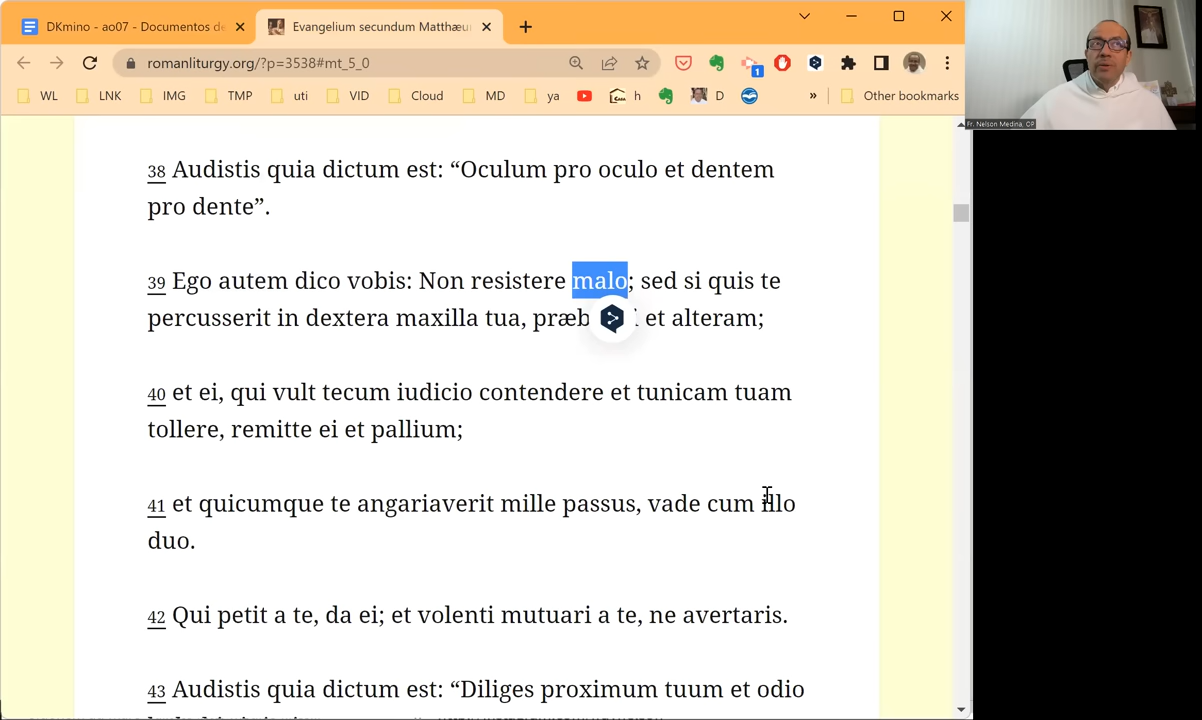 DKmino - ao07 - Documentos de
Evangelium secundum Matthæu
romanliturgy.org/?p=3538#mt_5_0
1
WL LNK IMG TMP uti VID Cloud MD ya h D » Other bookmarks
Fr. Nelson Medina, OP
38 Audistis quia dictum est: “Oculum pro oculo et dentem
pro dente”.
39 Ego autem dico vobis: Non resistere malo; sed si quis te
percusserit in dextera maxilla tua, et alteram;
40 et ei, qui vult tecum iudicio contendere et tunicam tuam
tollere, remitte ei et pallium;
41 et quicumque te angariaverit mille passus, vade cum illo
duo.
42 Qui petit a te, da ei; et volenti mutuari a te, ne avertaris.
43 Audistis quia dictum est: “Diliges proximum tuum et odio